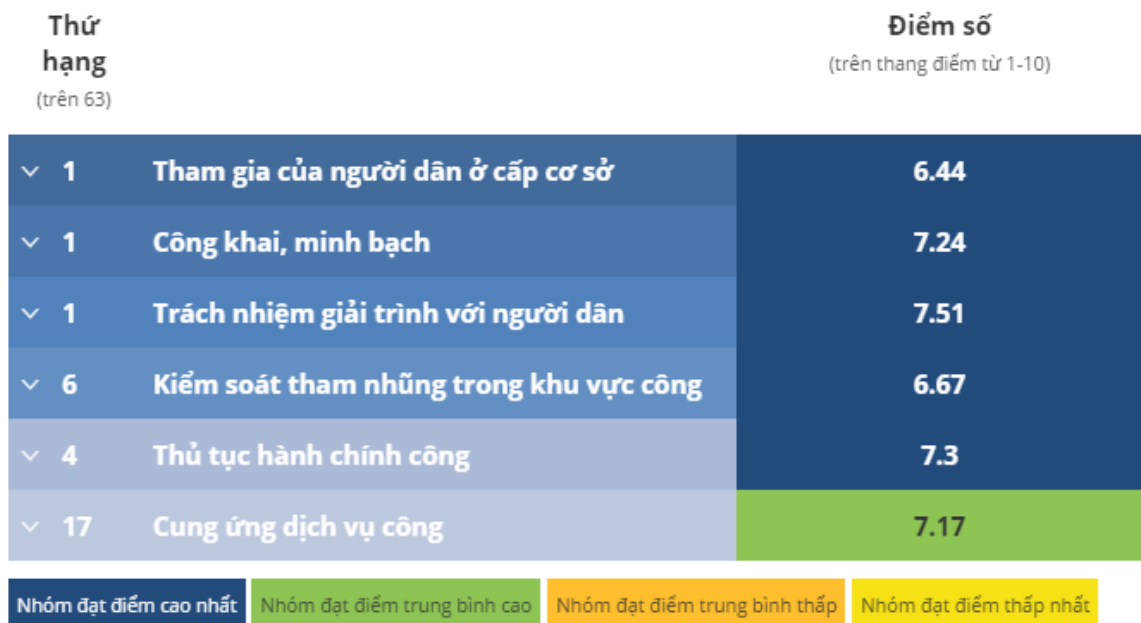 Thứ hạng
(trên 63)
Điểm số
(trên thang điểm từ 1-10)
1 Tham gia của người dân ở cấp cơ sở 6.44
1 Công khai, minh bạch 7.24
1 Trách nhiệm giải trình với người dân 7.51
6 Kiểm soát tham nhũng trong khu vực công 6.67
4 Thủ tục hành chính công 7.3
17 Cung ứng dịch vụ công 7.17
Nhóm đạt điểm cao nhất Nhóm đạt điểm trung bình cao Nhóm đạt điểm trung bình thấp Nhóm đạt điểm thấp nhất